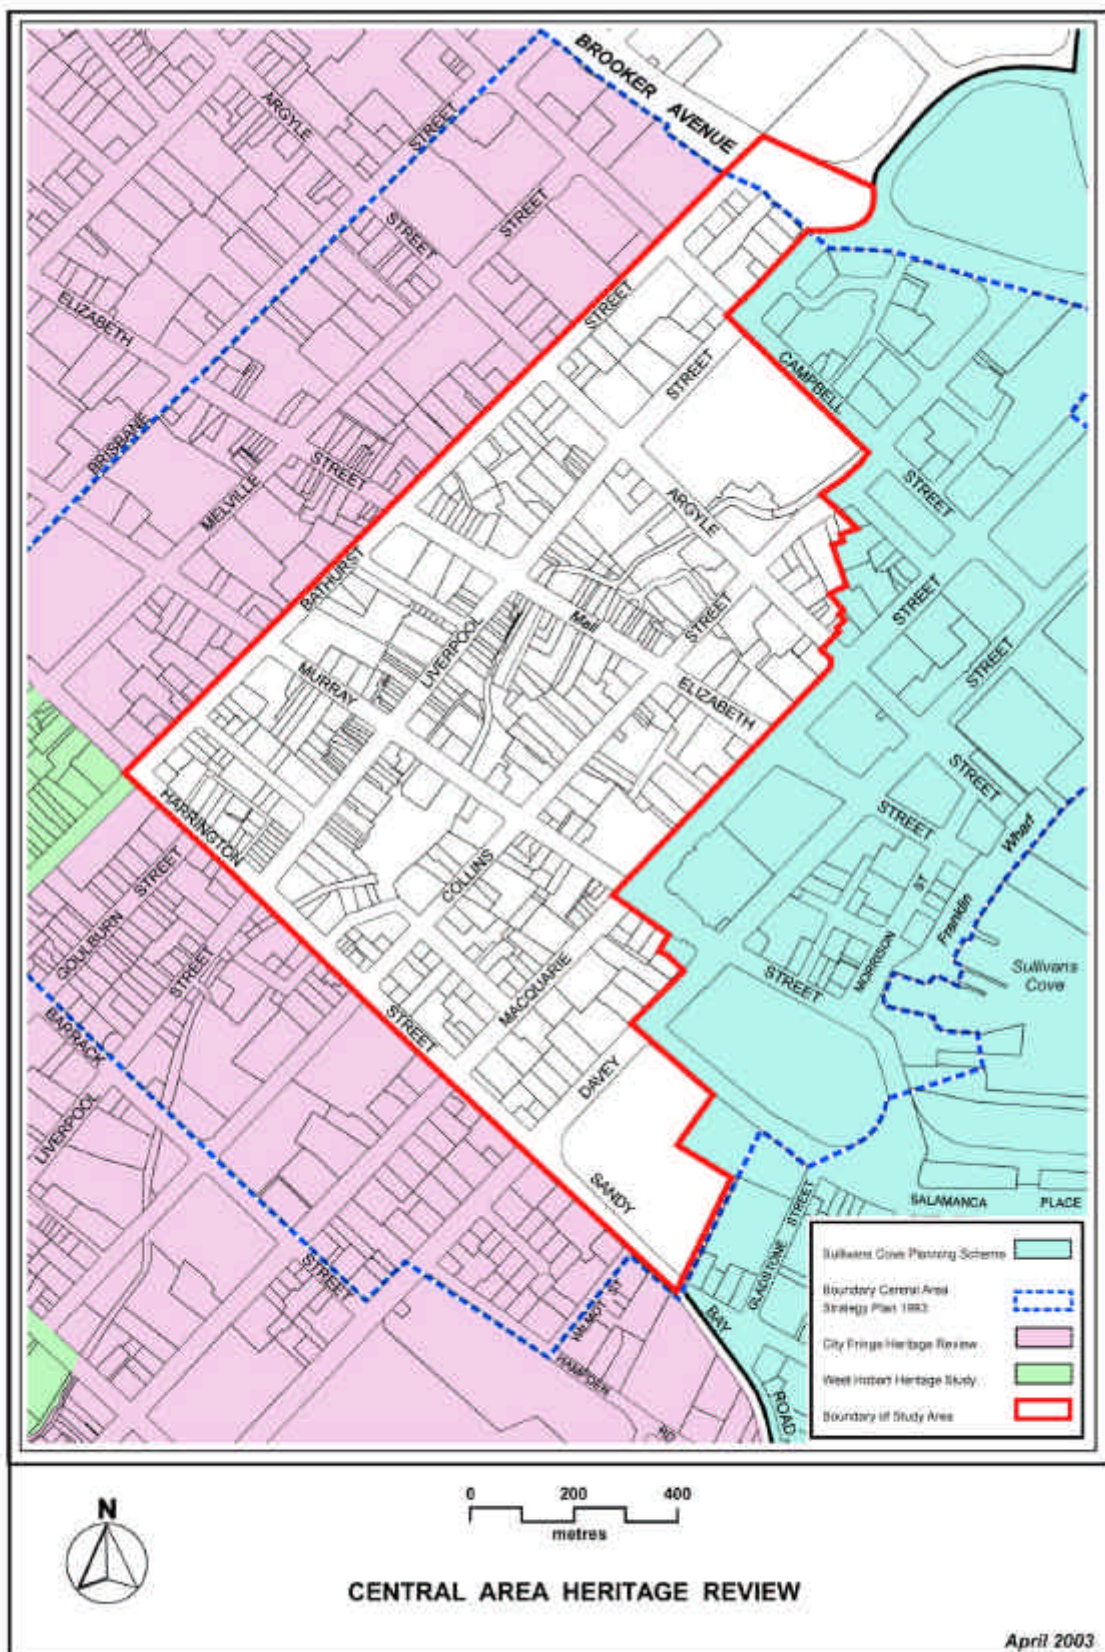 BROOKER AVENUE
ARGYLE
STREET
STREET
STREET
ELIZABETH
STREET
STREET
CAMPBELL
BRISBANE
STREET
MELVILLE
STREET
ARGYLE
BATHURST
Mall
STREET
STREET
STREET
LIVERPOOL
MURRAY
ELIZABETH
STREET
STREET
HARRINGTON
STREET
Wharf
COLLINS
ST
Franklin
GOULBURN
STREET
STREET
MORRISON
Sullivans
Cove
MACQUARIE
STREET
BARRACK
STREET
DAVEY
LIVERPOOL
SANDY
STREET
SALAMANCA PLACE
STREET
GLADSTONE
WILMOT ST
BAY
HAMPDEN
RD
ROAD
Sullivans Cove Planning Scheme
Boundary Central Area
Strategy Plan 1993
City Fringe Heritage Review
West Hobart Heritage Study
Boundary of Study Area
N
0 200 400
metres
CENTRAL AREA HERITAGE REVIEW
April 2003